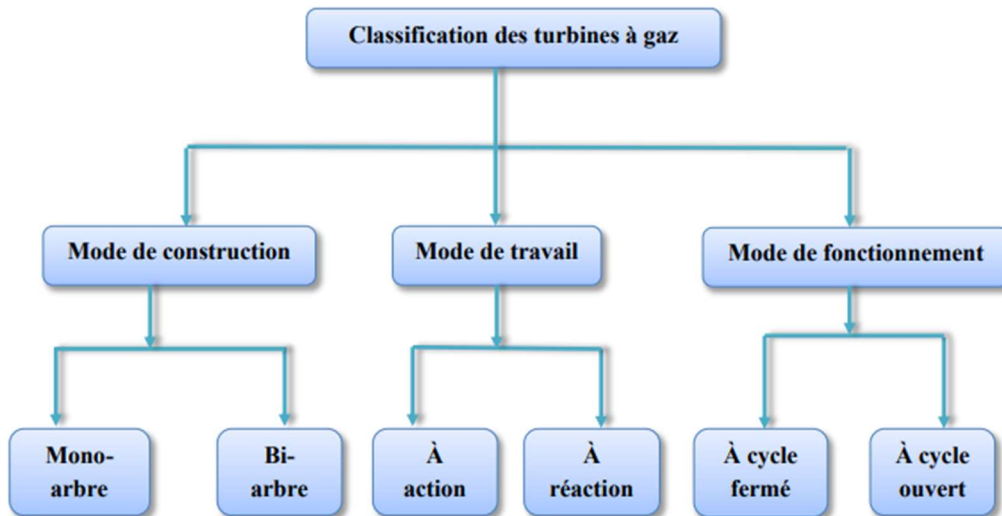 Classification des turbines à gaz
Mode de construction
Mode de travail
Mode de fonctionnement
Mono-
arbre
Bi-
arbre
À
action
À
réaction
À cycle
fermé
À cycle
ouvert